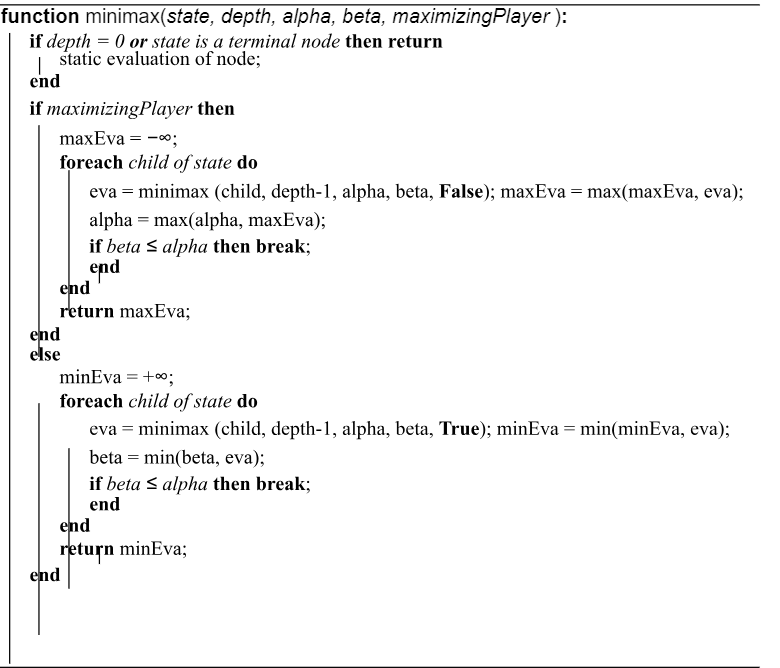 function minimax(state, depth, alpha, beta, maximizingPlayer ):
if depth = 0 or state is a terminal node then return
static evaluation of node;
end
if maximizingPlayer then
maxEva = −∞;
foreach child of state do
eva = minimax (child, depth-1, alpha, beta, False); maxEva = max(maxEva, eva);
alpha = max(alpha, maxEva);
if beta ≤ alpha then break;
end
end
return maxEva;
end
else
minEva = +∞;
foreach child of state do
eva = minimax (child, depth-1, alpha, beta, True); minEva = min(minEva, eva);
beta = min(beta, eva);
if beta ≤ alpha then break;
end
end
return minEva;
end